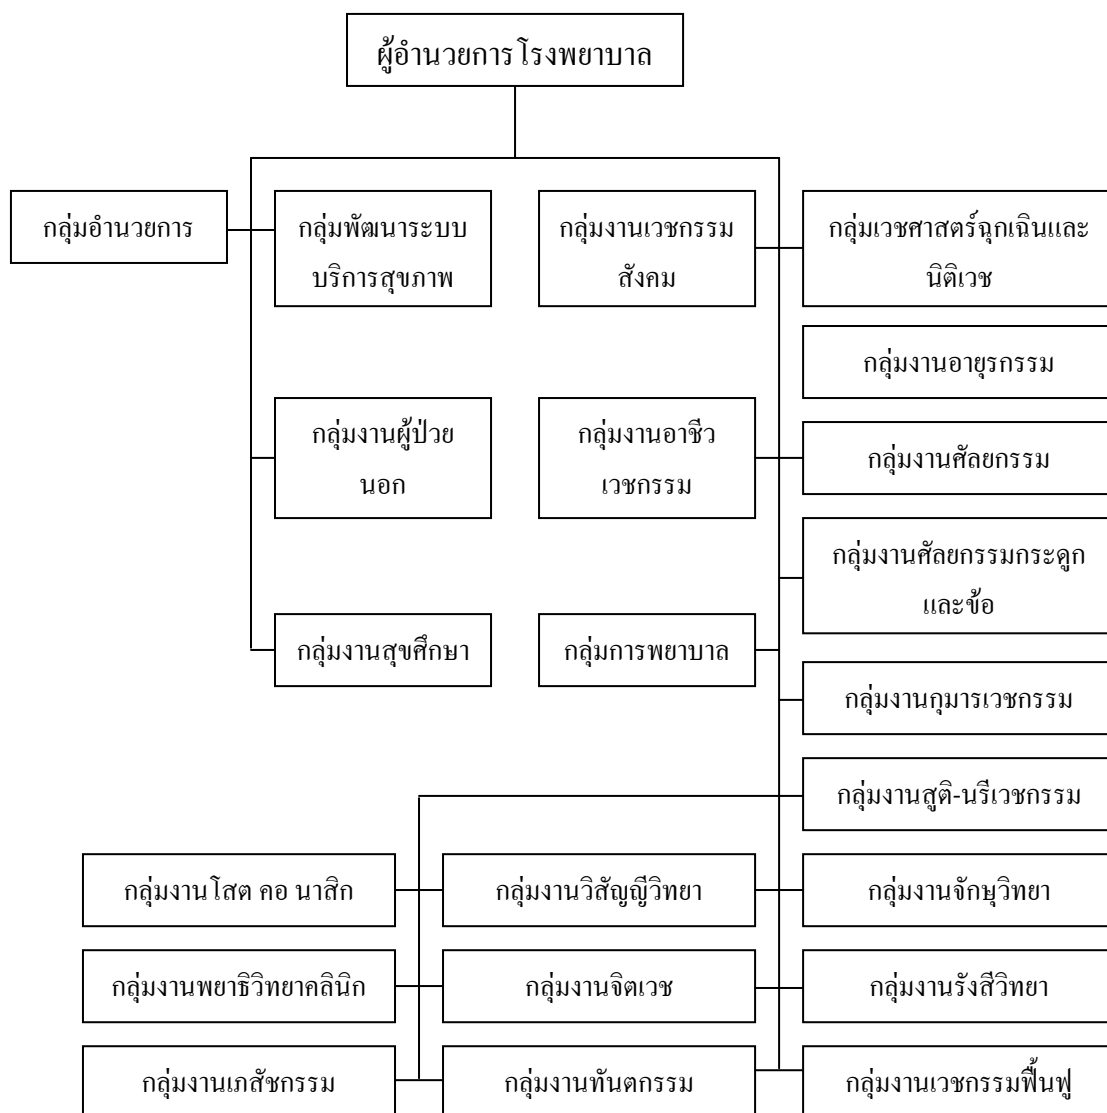 ผู้อำนวยการโรงพยาบาล
กลุ่มอำนวยการ
กลุ่มพัฒนาระบบ
บริการสุขภาพ
กลุ่มงานเวชกรรม
สังคม
กลุ่มเวชศาสตร์ฉุกเฉินและ
นิติเวช
กลุ่มงานอายุรกรรม
กลุ่มงานผู้ป่วย
นอก
กลุ่มงานอาชีว
เวชกรรม
กลุ่มงานศัลยกรรม
กลุ่มงานศัลยกรรมกระดูก
และข้อ
กลุ่มงานสุขศึกษา
กลุ่มการพยาบาล
กลุ่มงานกุมารเวชกรรม
กลุ่มงานสูติ-นรีเวชกรรม
กลุ่มงานโสต คอ นาสิก
กลุ่มงานวิสัญญีวิทยา
กลุ่มงานจักษุวิทยา
กลุ่มงานพยาธิวิทยาคลินิก
กลุ่มงานจิตเวช
กลุ่มงานรังสีวิทยา
กลุ่มงานเภสัชกรรม
กลุ่มงานทันตกรรม
กลุ่มงานเวชกรรมฟื้นฟู